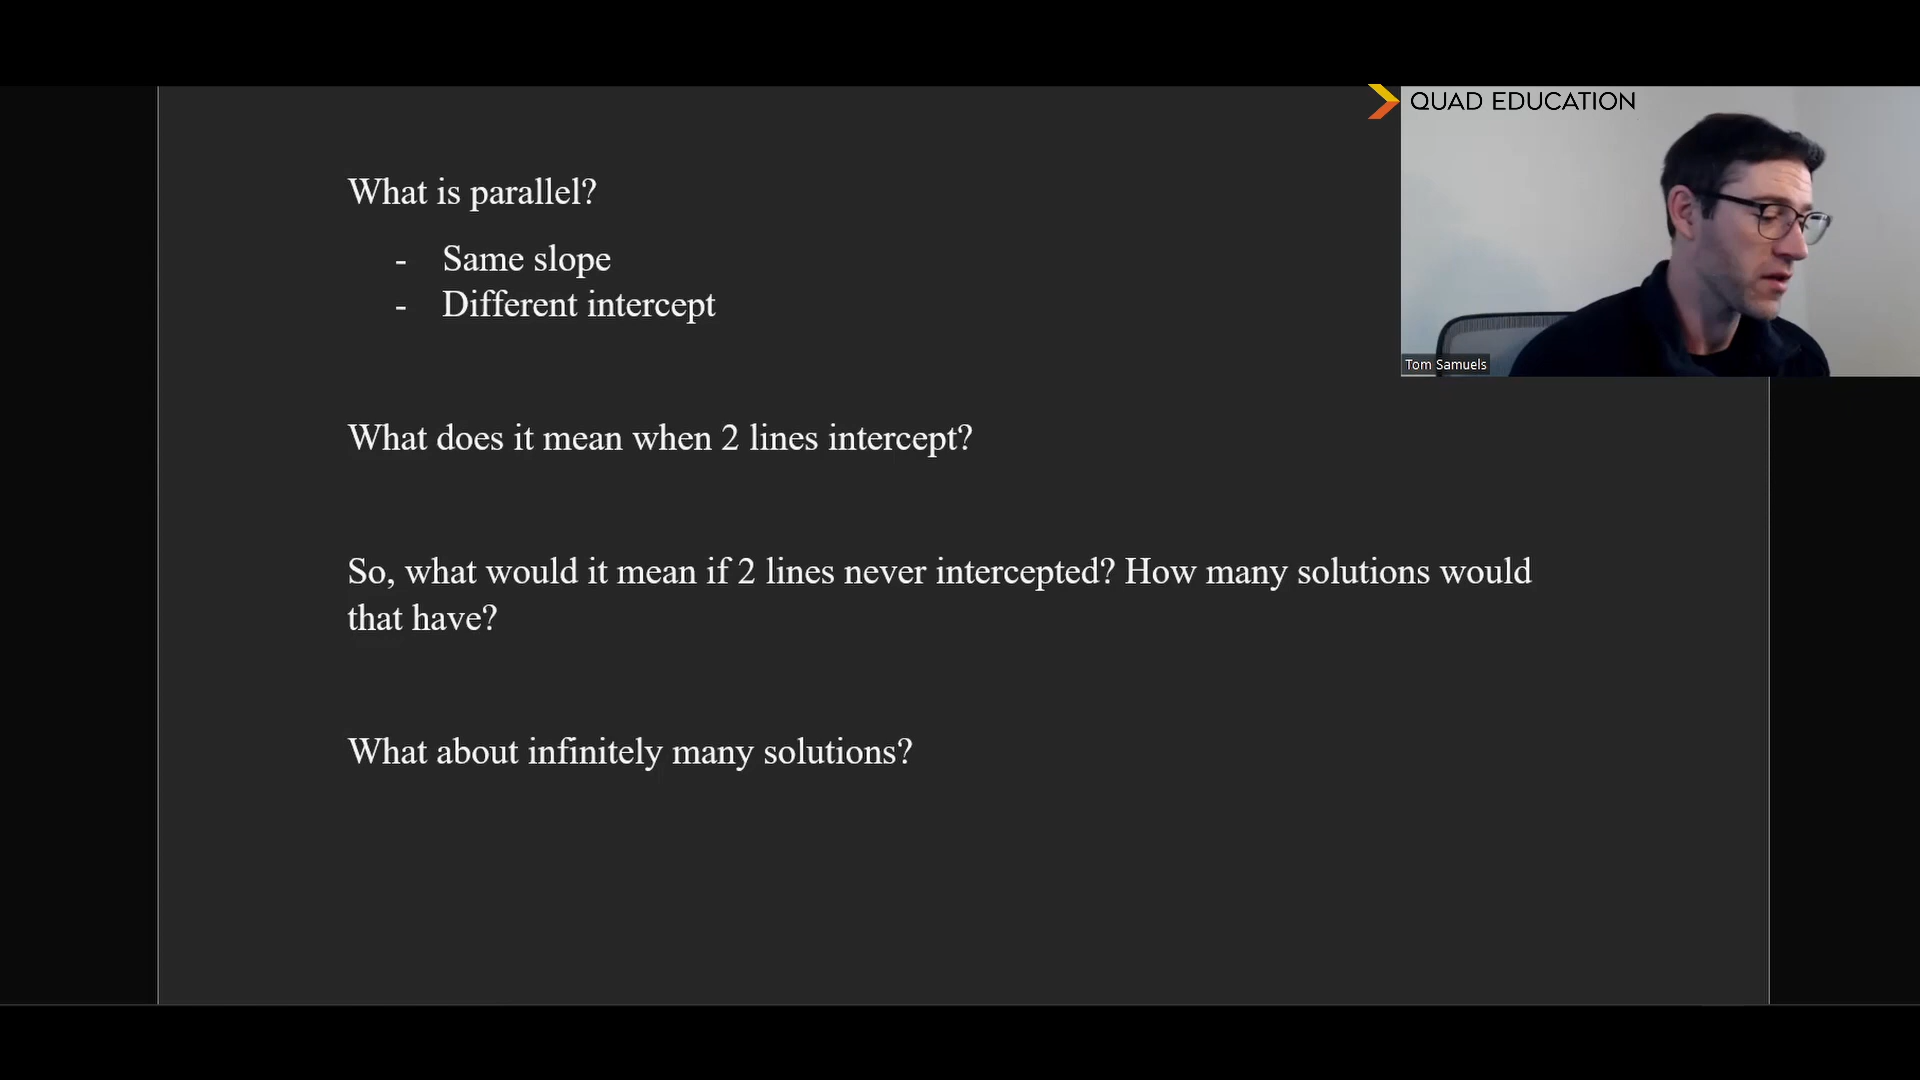 QUAD EDUCATION
What is parallel?
- Same slope
- Different intercept
Tom Samuels
What does it mean when 2 lines intercept?
So, what would it mean if 2 lines never intercepted? How many solutions would
that have?
What about infinitely many solutions?